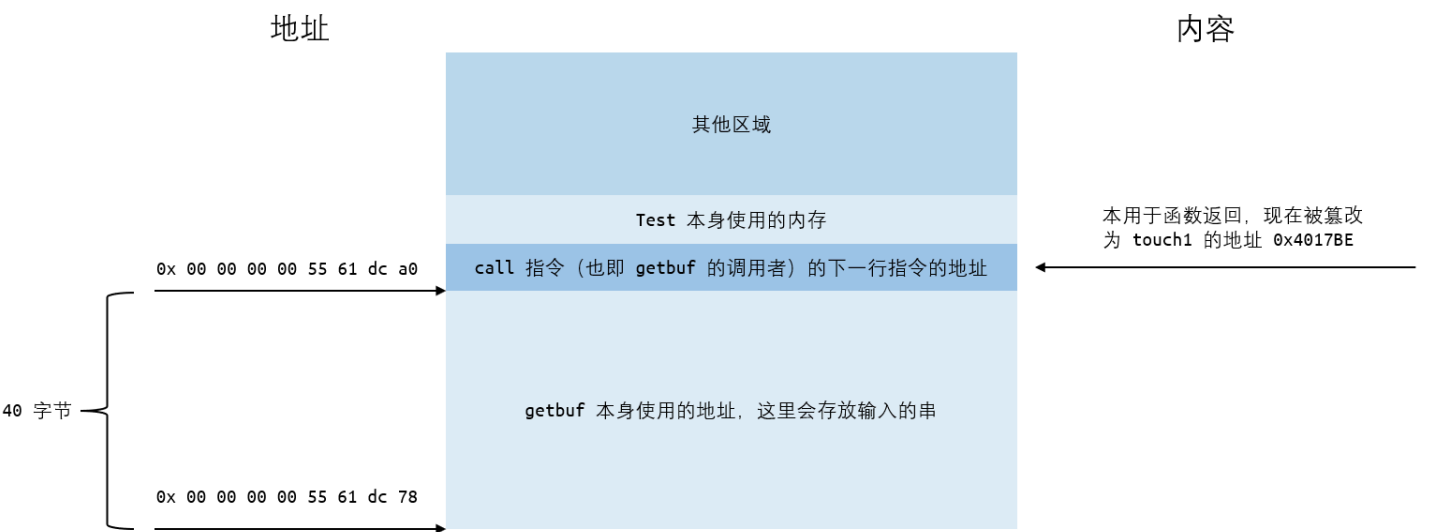 地址
内容
其他区域
Test 本身使用的内存
本用于函数返回，现在被篡改
为 touch1 的地址 0x4017BE
0x 00 00 00 00 55 61 dc a0
call 指令（也即 getbuf 的调用者）的下一行指令的地址
40 字节
getbuf 本身使用的地址，这里会存放输入的串
0x 00 00 00 00 55 61 dc 78